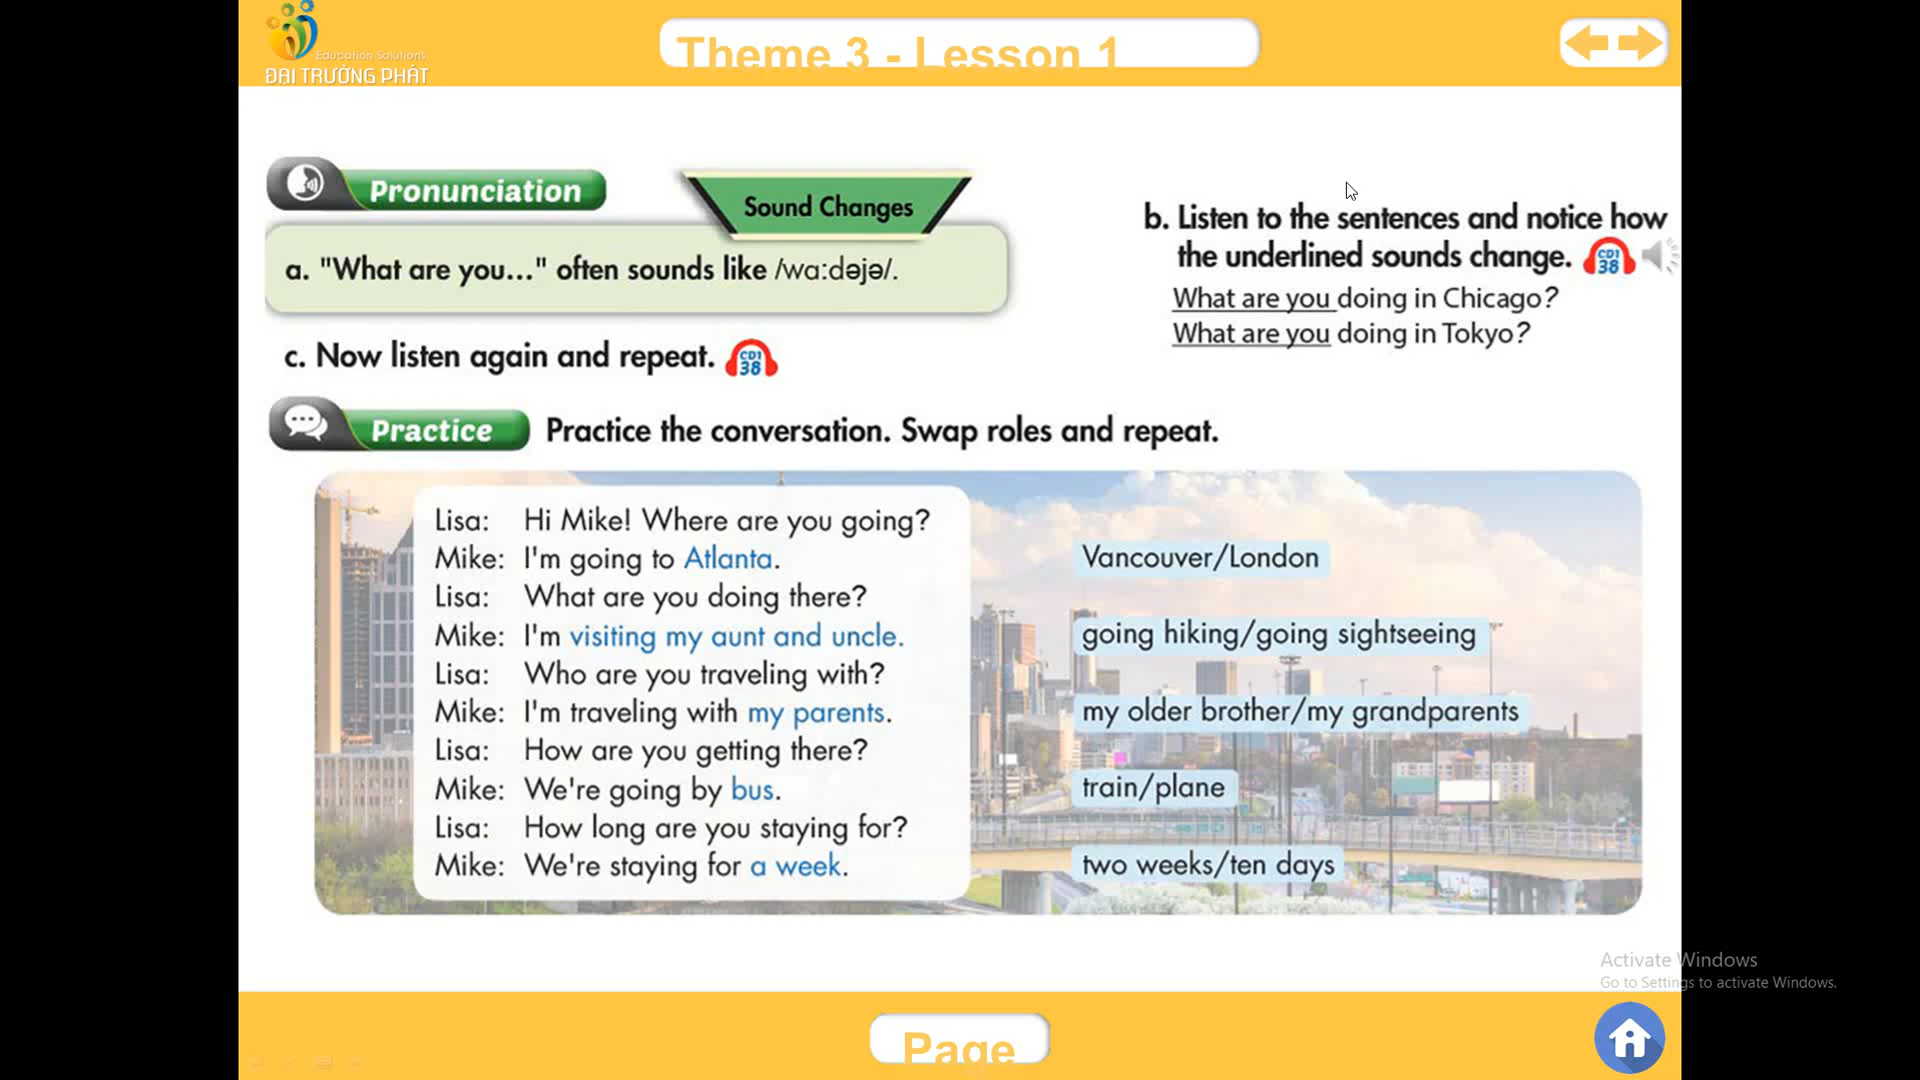 Education Solutions
ĐẠI TRƯỜNG PHÁT
Theme 3 - Lesson 1
Pronunciation
Sound Changes
a. "What are you..." often sounds like /wa:dəjə/.
b. Listen to the sentences and notice how
the underlined sounds change. CD1 38
What are you doing in Chicago?
What are you doing in Tokyo?
c. Now listen again and repeat. CD1 38
Practice Practice the conversation. Swap roles and repeat.
Lisa: Hi Mike! Where are you going?
Mike: I'm going to Atlanta.
Vancouver/London
Lisa: What are you doing there?
Mike: I'm visiting my aunt and uncle.
going hiking/going sightseeing
Lisa: Who are you traveling with?
Mike: I'm traveling with my parents.
my older brother/my grandparents
Lisa: How are you getting there?
Mike: We're going by bus.
train/plane
Lisa: How long are you staying for?
Mike: We're staying for a week.
two weeks/ten days
Activate Windows
Go to Settings to activate Windows.
Page